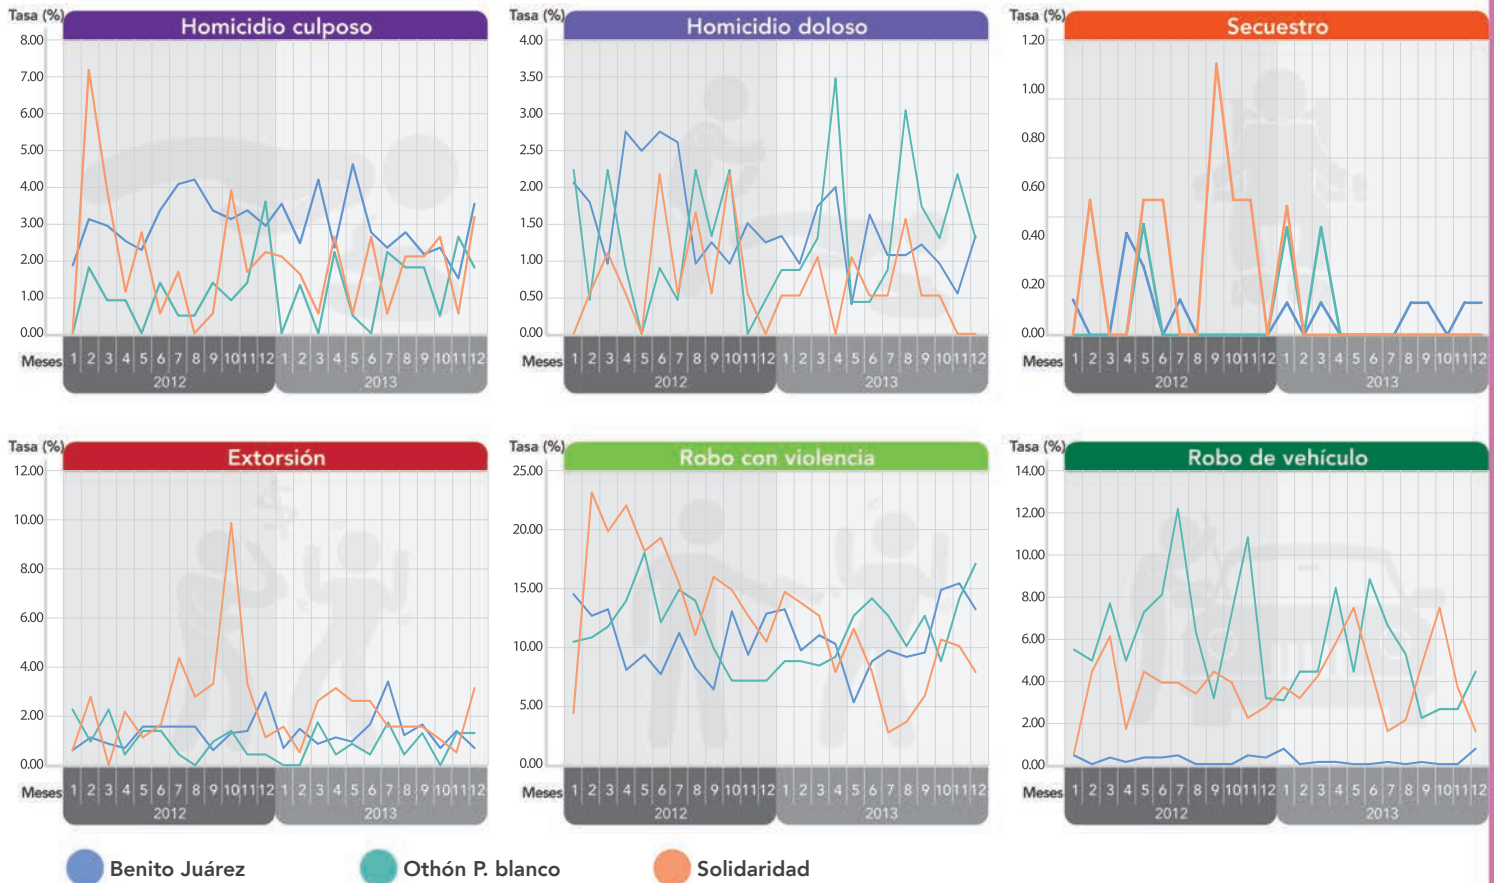 Tasa (%)
Homicidio culposo
8.00
7.00
6.00
5.00
4.00
3.00
2.00
1.00
0.00
Meses 1 2 3 4 5 6 7 8 9 10 11 12 1 2 3 4 5 6 7 8 9 10 11 12
2012 2013
Tasa (%)
Homicidio doloso
4.00
3.50
3.00
2.50
2.00
1.50
1.00
0.50
0.00
Meses 1 2 3 4 5 6 7 8 9 10 11 12 1 2 3 4 5 6 7 8 9 10 11 12
2012 2013
Tasa (%)
Secuestro
1.20
1.00
0.80
0.60
0.40
0.20
0.00
Meses 1 2 3 4 5 6 7 8 9 10 11 12 1 2 3 4 5 6 7 8 9 10 11 12
2012 2013
Tasa (%)
Extorsión
12.00
10.00
8.00
6.00
4.00
2.00
0.00
Meses 1 2 3 4 5 6 7 8 9 10 11 12 1 2 3 4 5 6 7 8 9 10 11 12
2012 2013
Tasa (%)
Robo con violencia
25.00
20.00
15.00
10.00
5.00
0.00
Meses 1 2 3 4 5 6 7 8 9 10 11 12 1 2 3 4 5 6 7 8 9 10 11 12
2012 2013
Tasa (%)
Robo de vehículo
14.00
12.00
10.00
8.00
6.00
4.00
2.00
0.00
Meses 1 2 3 4 5 6 7 8 9 10 11 12 1 2 3 4 5 6 7 8 9 10 11 12
2012 2013
Benito Juárez
Othón P. blanco
Solidaridad